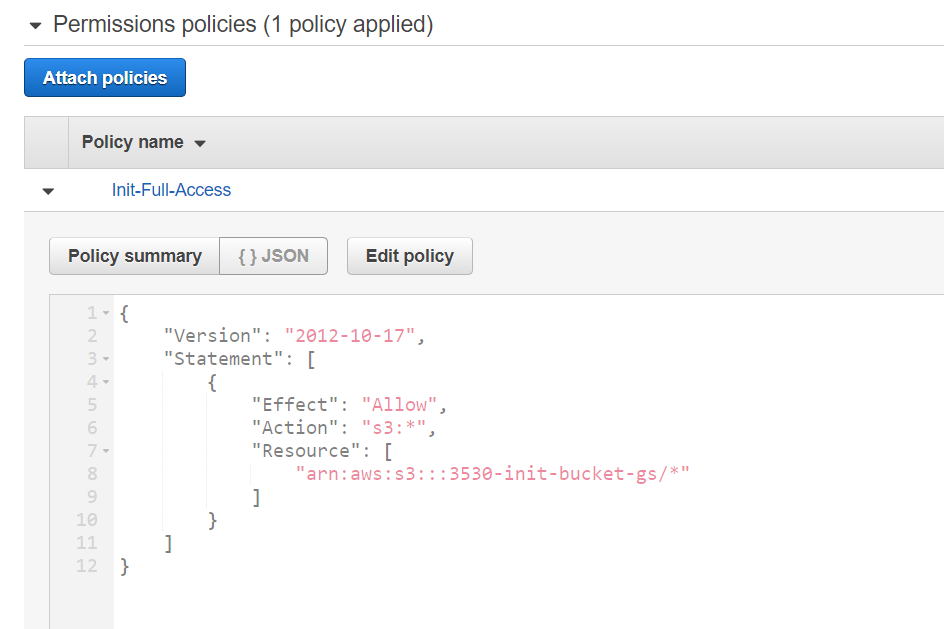 Permissions policies (1 policy applied)
Attach policies
Policy name
Init-Full-Access
Policy summary { } JSON Edit policy
1 {
2 "Version": "2012-10-17",
3 "Statement": [
4 {
5 "Effect": "Allow",
6 "Action": "s3:*",
7 "Resource": [
8 "arn:aws:s3:::3530-init-bucket-gs/*"
9 ]
10 }
11 ]
12 }